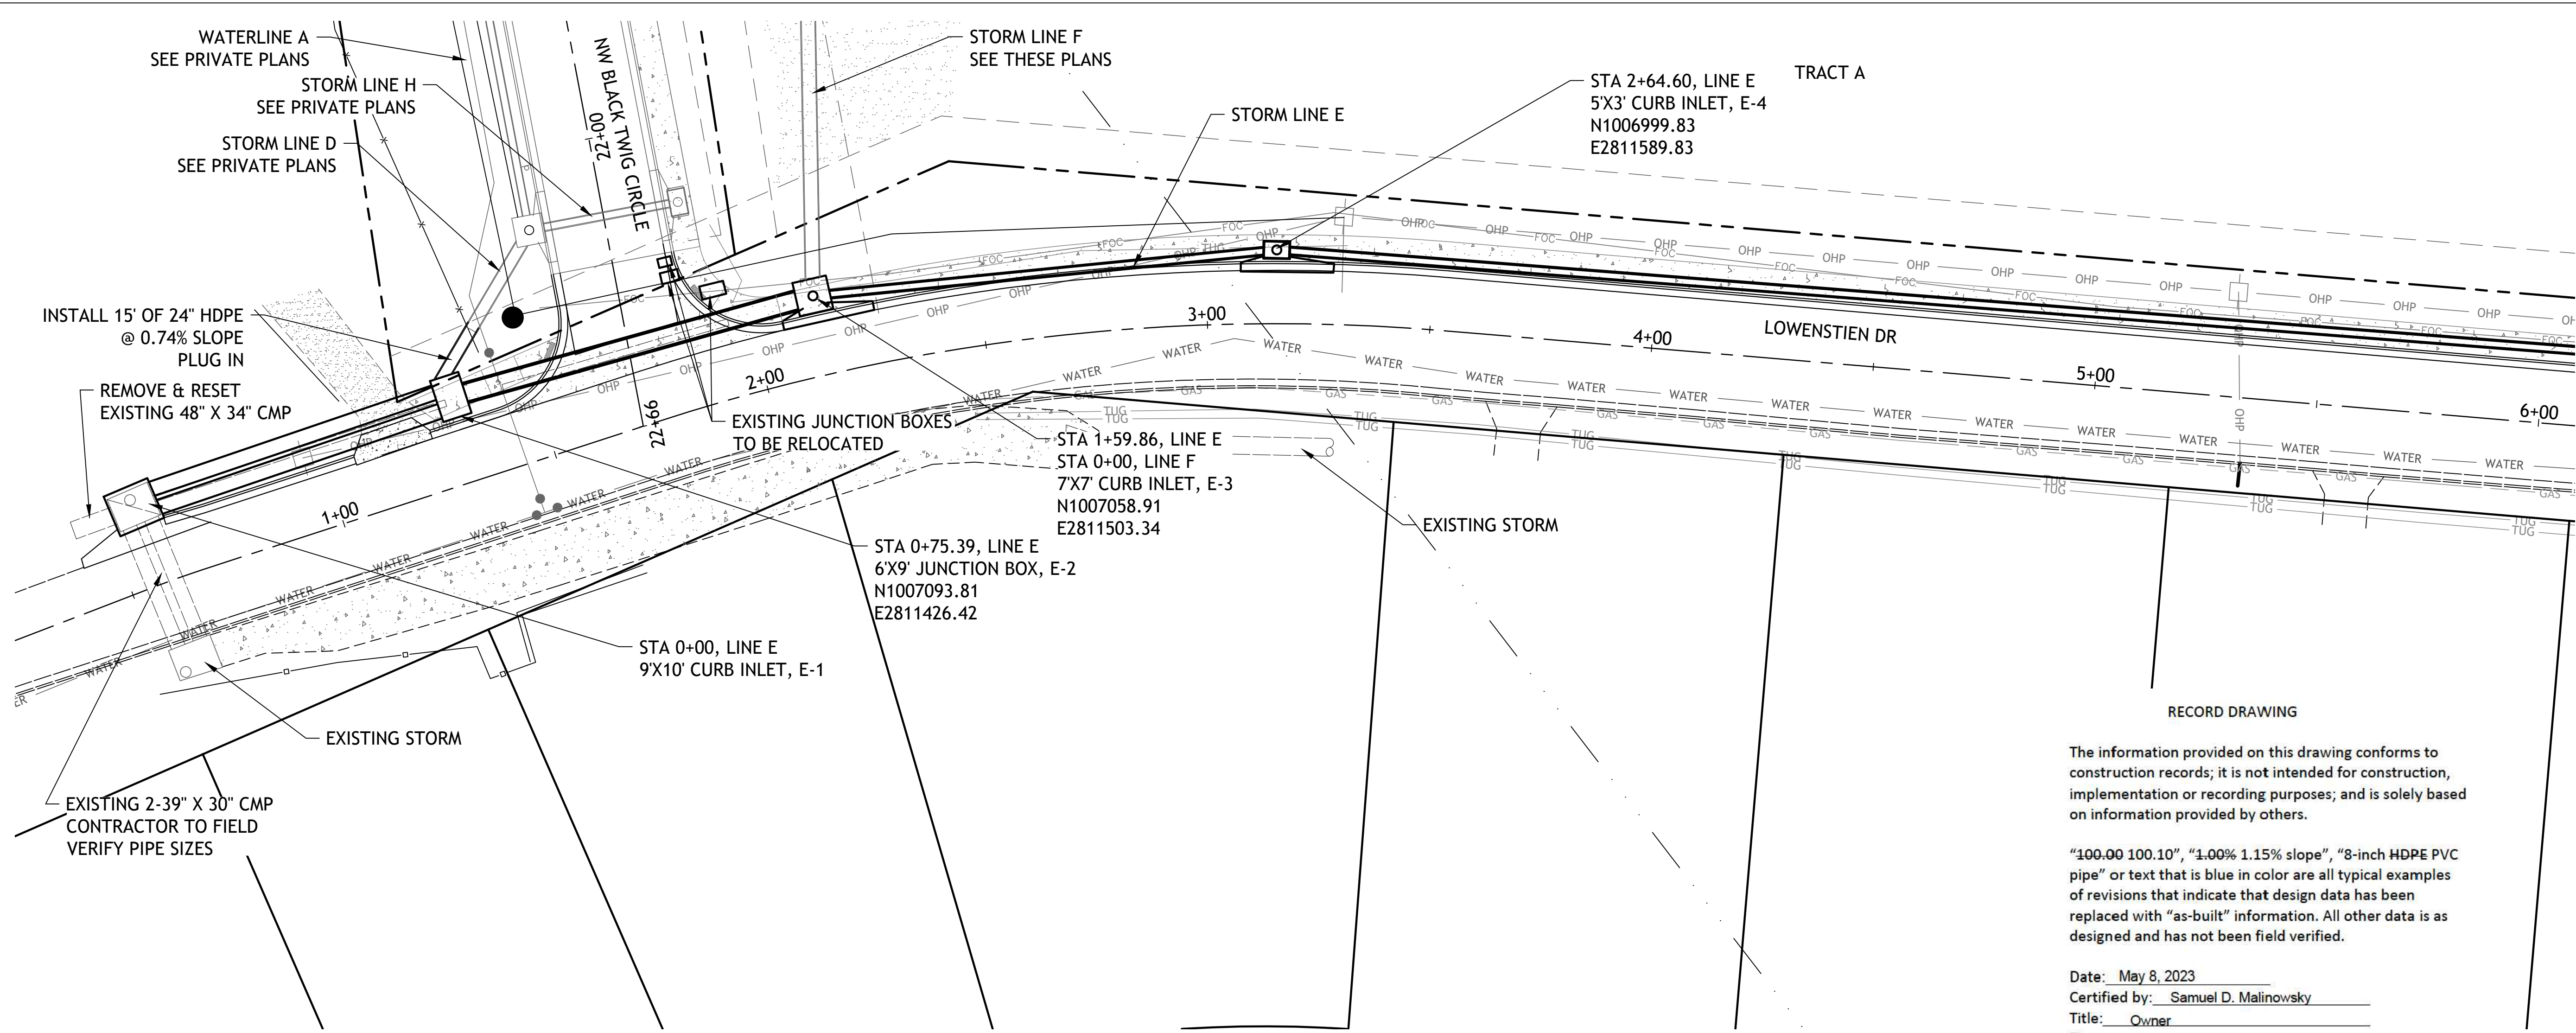 WATERLINE A
SEE PRIVATE PLANS
STORM LINE H
SEE PRIVATE PLANS
STORM LINE D
SEE PRIVATE PLANS
NW BLACK TWIG CIRCLE
22+00
22+66
STORM LINE F
SEE THESE PLANS
STORM LINE E
STA 2+64.60, LINE E
5'X3' CURB INLET, E-4
N1006999.83
E2811589.83
TRACT A
INSTALL 15' OF 24" HDPE
@ 0.74% SLOPE
PLUG IN
REMOVE & RESET
EXISTING 48" X 34" CMP
1+00
2+00
3+00
4+00
LOWENSTIEN DR
5+00
6+00
EXISTING JUNCTION BOXES
TO BE RELOCATED
STA 1+59.86, LINE E
STA 0+00, LINE F
7'X7' CURB INLET, E-3
N1007058.91
E2811503.34
EXISTING STORM
STA 0+75.39, LINE E
6'X9' JUNCTION BOX, E-2
N1007093.81
E2811426.42
STA 0+00, LINE E
9'X10' CURB INLET, E-1
EXISTING STORM
EXISTING 2-39" X 30" CMP
CONTRACTOR TO FIELD
VERIFY PIPE SIZES
FOC
OHP
TUG
WATER
GAS
RECORD DRAWING
The information provided on this drawing conforms to
construction records; it is not intended for construction,
implementation or recording purposes; and is solely based
on information provided by others.
“100.00 100.10”, “1.00% 1.15% slope”, “8-inch HDPE PVC
pipe” or text that is blue in color are all typical examples
of revisions that indicate that design data has been
replaced with “as-built” information. All other data is as
designed and has not been field verified.
Date: May 8, 2023
Certified by: Samuel D. Malinowsky
Title: Owner